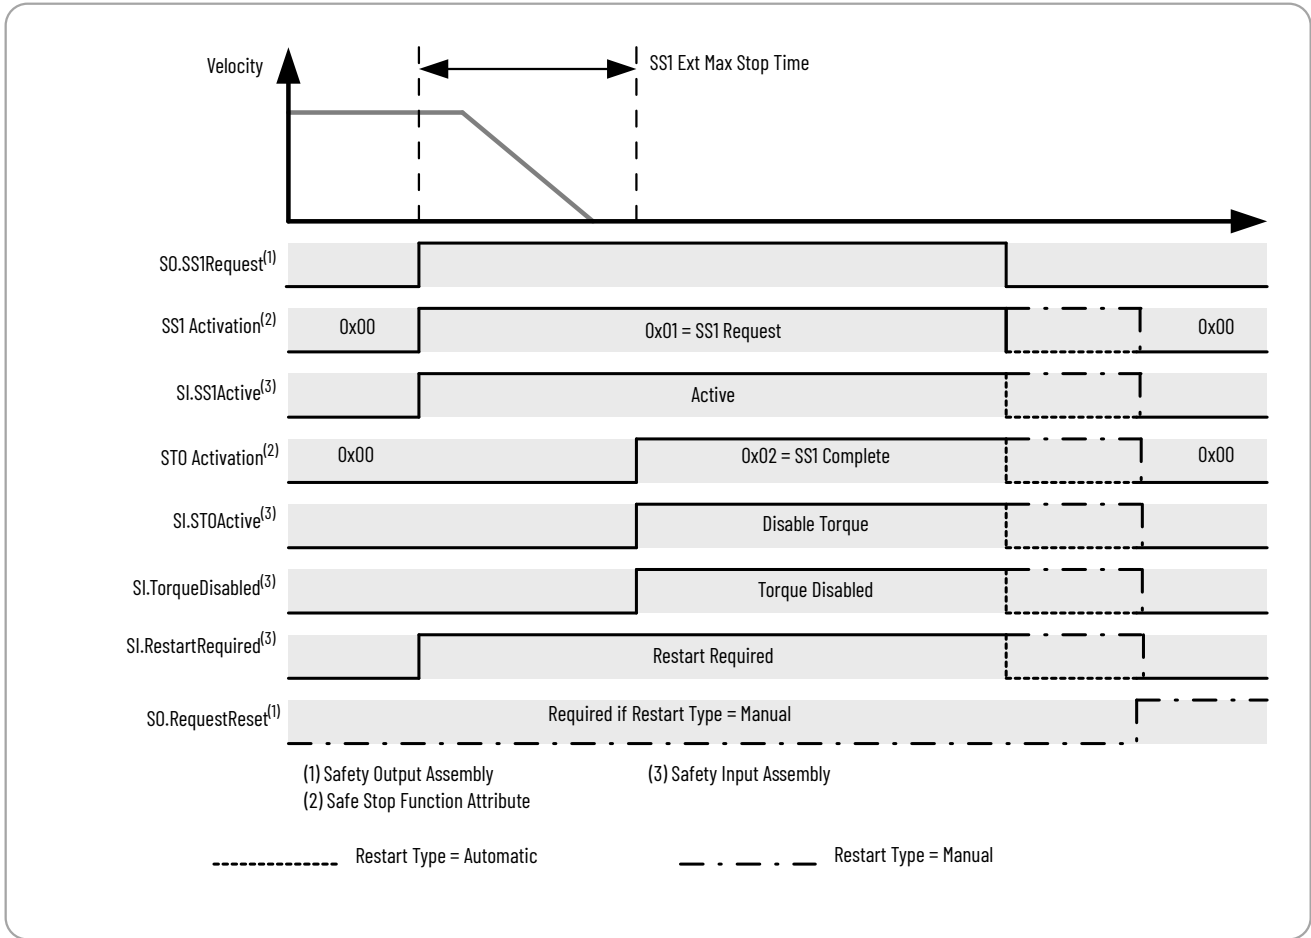 Velocity
SS1 Ext Max Stop Time
SO.SS1Request(1)
SS1 Activation(2)
0x00
0x01 = SS1 Request
0x00
SI.SS1Active(3)
Active
STO Activation(2)
0x00
0x02 = SS1 Complete
0x00
SI.STOActive(3)
Disable Torque
SI.TorqueDisabled(3)
Torque Disabled
SI.RestartRequired(3)
Restart Required
SO.RequestReset(1)
Required if Restart Type = Manual
(1) Safety Output Assembly
(3) Safety Input Assembly
(2) Safe Stop Function Attribute
Restart Type = Automatic
Restart Type = Manual